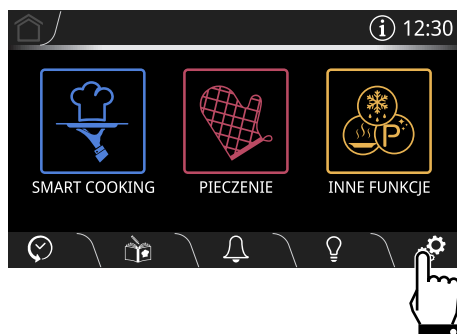 12:30
SMART COOKING
PIECZENIE
INNE FUNKCJE
P